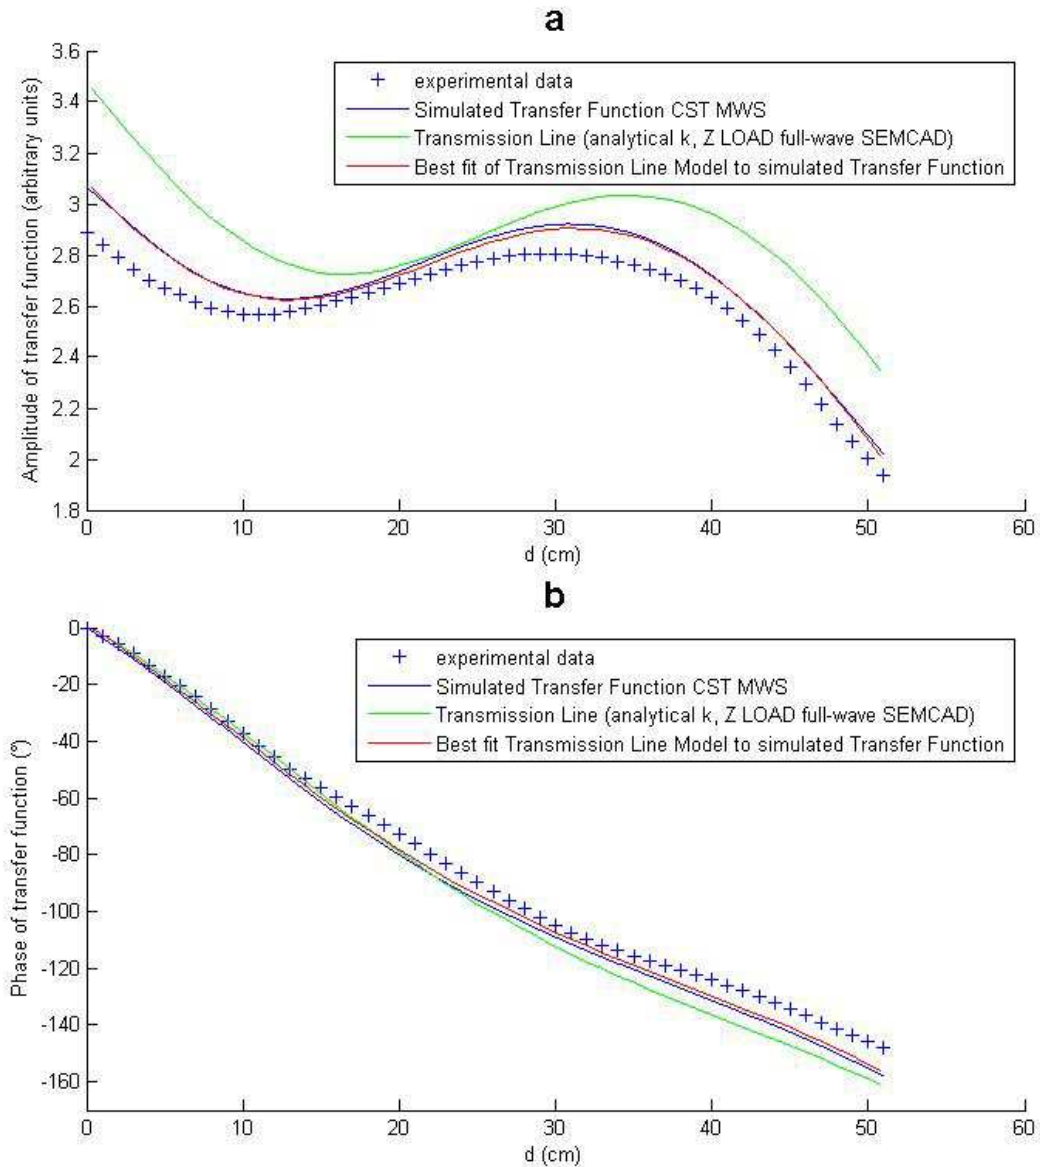 a
Amplitude of transfer function (arbitrary units)
3.6
3.4
3.2
3
2.8
2.6
2.4
2.2
2
1.8
experimental data
Simulated Transfer Function CST MWS
Transmission Line (analytical k, Z LOAD full-wave SEMCAD)
Best fit of Transmission Line Model to simulated Transfer Function
0 10 20 30 40 50 60
d (cm)
b
Phase of transfer function (°)
0
-20
-40
-60
-80
-100
-120
-140
-160
experimental data
Simulated Transfer Function CST MWS
Transmission Line (analytical k, Z LOAD full-wave SEMCAD)
Best fit Transmission Line Model to simulated Transfer Function
0 10 20 30 40 50 60
d (cm)